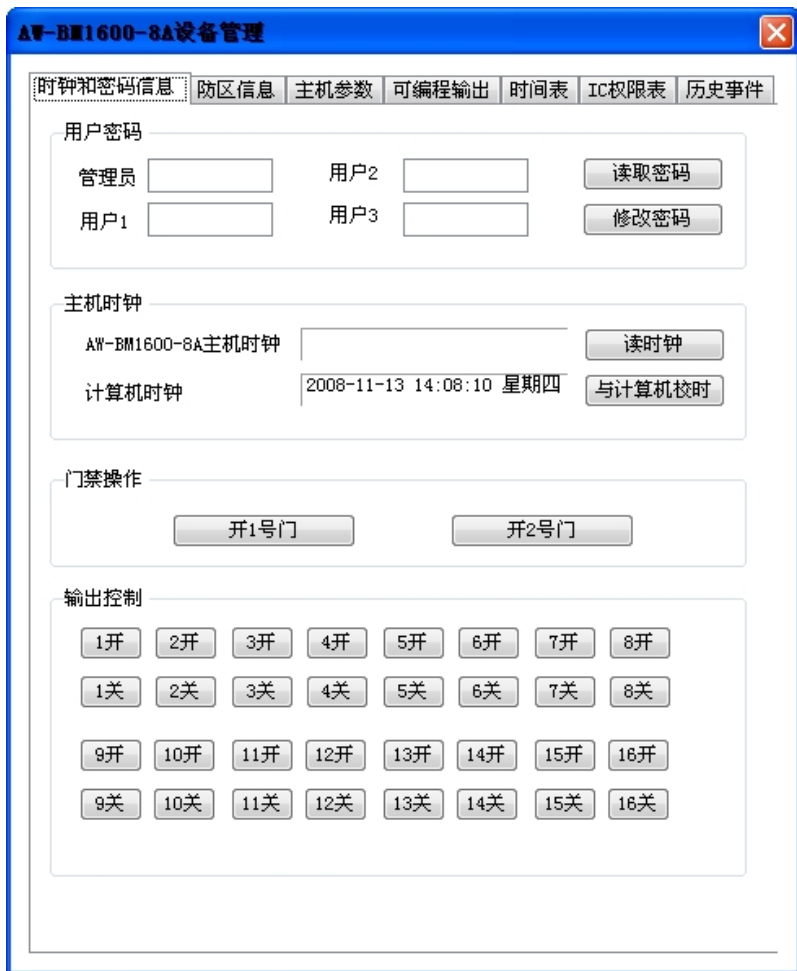 AW-BM1600-8A设备管理
时钟和密码信息 防区信息 主机参数 可编程输出 时间表 IC权限表 历史事件
用户密码
管理员 用户2 读取密码
用户1 用户3 修改密码
主机时钟
AW-BM1600-8A主机时钟 读时钟
计算机时钟 2008-11-13 14:08:10 星期四 与计算机校时
门禁操作
开1号门 开2号门
输出控制
1开 2开 3开 4开 5开 6开 7开 8开
1关 2关 3关 4关 5关 6关 7关 8关
9开 10开 11开 12开 13开 14开 15开 16开
9关 10关 11关 12关 13关 14关 15关 16关